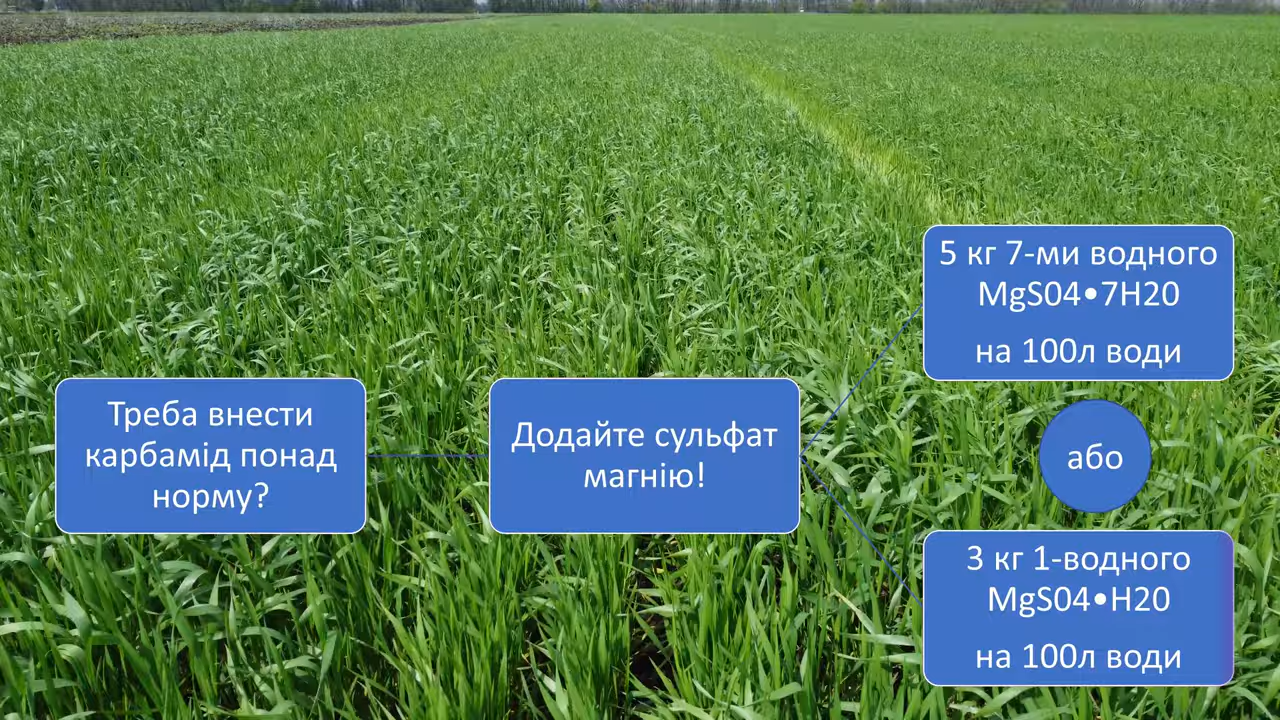 Треба внести
карбамід понад
норму?
Додайте сульфат
магнію!
5 кг 7-ми водного
MgS04•7H20
на 100л води
або
3 кг 1-водного
MgS04•H20
на 100л води